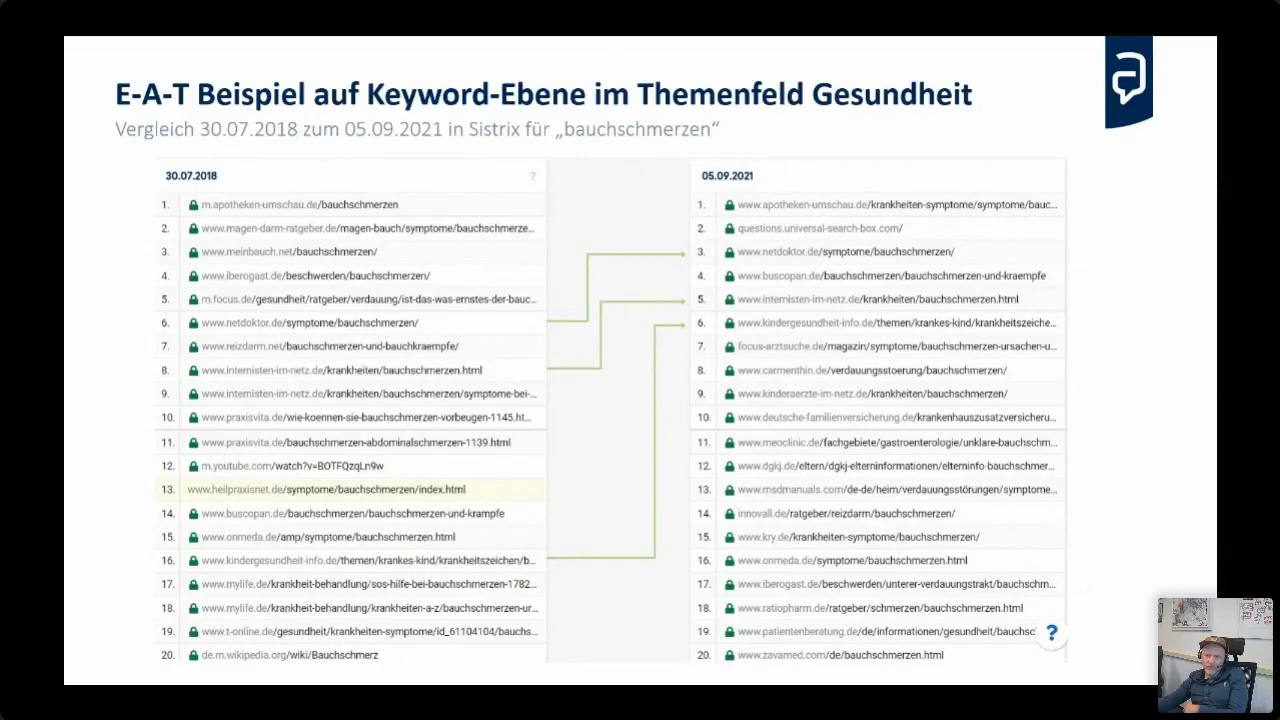 E-A-T Beispiel auf Keyword-Ebene im Themenfeld Gesundheit
Vergleich 30.07.2018 zum 05.09.2021 in Sistrix für „bauchschmerzen“
30.07.2018 ?
1. m.apotheken-umschau.de/bauchschmerzen
2. www.magen-darm-ratgeber.de/magen-bauch/symptome/bauchschmerze...
3. www.meinbauch.net/bauchschmerzen/
4. www.iberogast.de/beschwerden/bauchschmerzen/
5. m.focus.de/gesundheit/ratgeber/verdauung/ist-das-was-ernstes-der-bauc...
6. www.netdoktor.de/symptome/bauchschmerzen/
7. www.reizdarm.net/bauchschmerzen-und-bauchkraempfe/
8. www.internisten-im-netz.de/krankheiten/bauchschmerzen.html
9. www.internisten-im-netz.de/krankheiten/bauchschmerzen/symptome-bei-...
10. www.praxisvita.de/wie-koennen-sie-bauchschmerzen-vorbeugen-1145.ht...
11. www.praxisvita.de/bauchschmerzen-abdominalschmerzen-1139.html
12. m.youtube.com/watch?v=BOTFQzqLn9w
13. www.heilpraxisnet.de/symptome/bauchschmerzen/index.html
14. www.buscopan.de/bauchschmerzen/bauchschmerzen-und-krampfe
15. www.onmeda.de/amp/symptome/bauchschmerzen.html
16. www.kindergesundheit-info.de/themen/krankes-kind/krankheitszeichen/b...
17. www.mylife.de/krankheit-behandlung/sos-hilfe-bei-bauchschmerzen-1782...
18. www.mylife.de/krankheit-behandlung/krankheiten-a-z/bauchschmerzen-ur...
19. www.t-online.de/gesundheit/krankheiten-symptome/id_61104104/bauchs...
20. de.m.wikipedia.org/wiki/Bauchschmerz
05.09.2021
1. www.apotheken-umschau.de/krankheiten-symptome/symptome/bauc...
2. questions.universal-search-box.com/
3. www.netdoktor.de/symptome/bauchschmerzen/
4. www.buscopan.de/bauchschmerzen/bauchschmerzen-und-kraempfe
5. www.internisten-im-netz.de/krankheiten/bauchschmerzen.html
6. www.kindergesundheit-info.de/themen/krankes-kind/krankheitszeiche...
7. focus-arztsuche.de/magazin/symptome/bauchschmerzen-ursachen-u...
8. www.carmenthin.de/verdauungsstoerung/bauchschmerzen/
9. www.kinderaerzte-im-netz.de/krankheiten/bauchschmerzen/
10. www.deutsche-familienversicherung.de/krankenhauszusatzversicheru...
11. www.meoclinic.de/fachgebiete/gastroenterologie/unklare-bauchschm...
12. www.dgkj.de/eltern/dgkj-elterninformationen/elterninfo-bauchschmer...
13. www.msdmanuals.com/de-de/heim/verdauungsstörungen/symptome...
14. innovall.de/ratgeber/reizdarm/bauchschmerzen/
15. www.kry.de/krankheiten-symptome/bauchschmerzen/
16. www.onmeda.de/symptome/bauchschmerzen.html
17. www.iberogast.de/beschwerden/unterer-verdauungstrakt/bauchschm...
18. www.ratiopharm.de/ratgeber/schmerzen/bauchschmerzen.html
19. www.patientenberatung.de/de/informationen/gesundheit/bauchsc
20. www.zavamed.com/de/bauchschmerzen.html
?